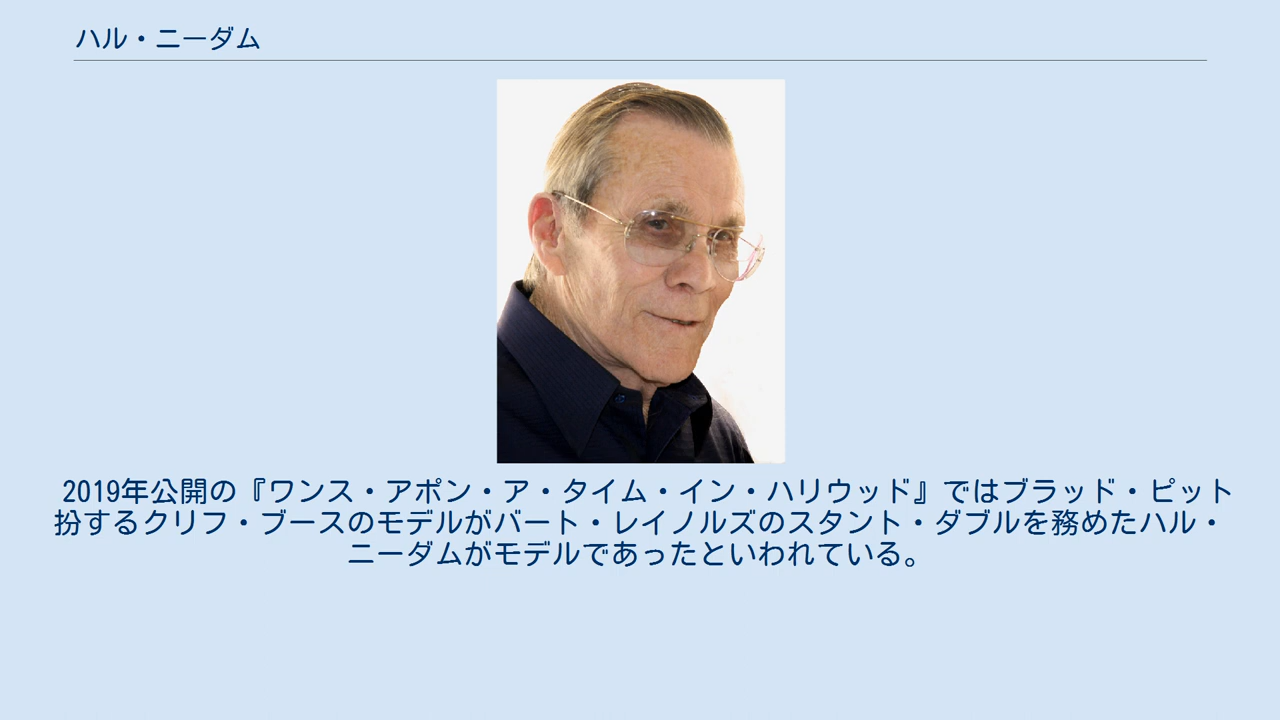 ハル・ニーダム
2019年公開の『ワンス・アポン・ア・タイム・イン・ハリウッド』ではブラッド・ピット
扮するクリフ・ブースのモデルがバート・レイノルズのスタント・ダブルを務めたハル・
ニーダムがモデルであったといわれている。